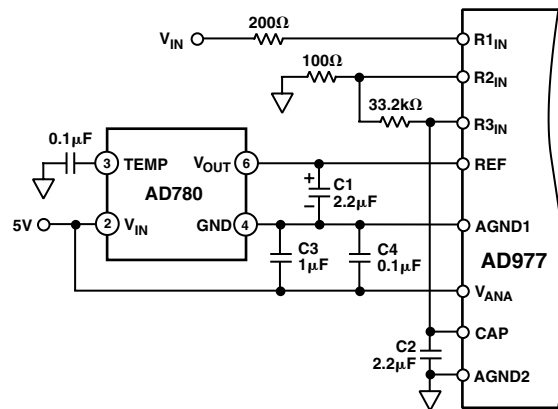 V_IN
200Ω
R1_IN
100Ω
R2_IN
33.2kΩ
R3_IN
0.1µF
3 TEMP
V_OUT 6
REF
AD780
+
C1
2.2µF
–
5V
2 V_IN
GND 4
AGND1
C3
1µF
C4
0.1µF
AD977
V_ANA
CAP
C2
2.2µF
AGND2